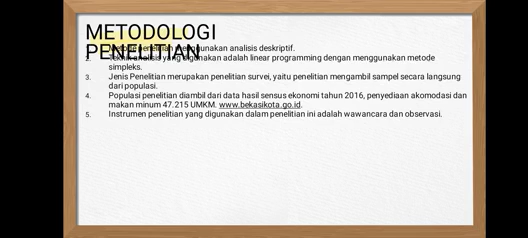 METODOLOGI
PENELITIAN
Metode penelitian menggunakan analisis deskriptif.
2. Teknik analisis yang digunakan adalah linear programming dengan menggunakan metode
simpleks.
3. Jenis Penelitian merupakan penelitian survei, yaitu penelitian mengambil sampel secara langsung
dari populasi.
4. Populasi penelitian diambil dari data hasil sensus ekonomi tahun 2016, penyediaan akomodasi dan
makan minum 47.215 UMKM. www.bekasikota.go.id.
5. Instrumen penelitian yang digunakan dalam penelitian ini adalah wawancara dan observasi.